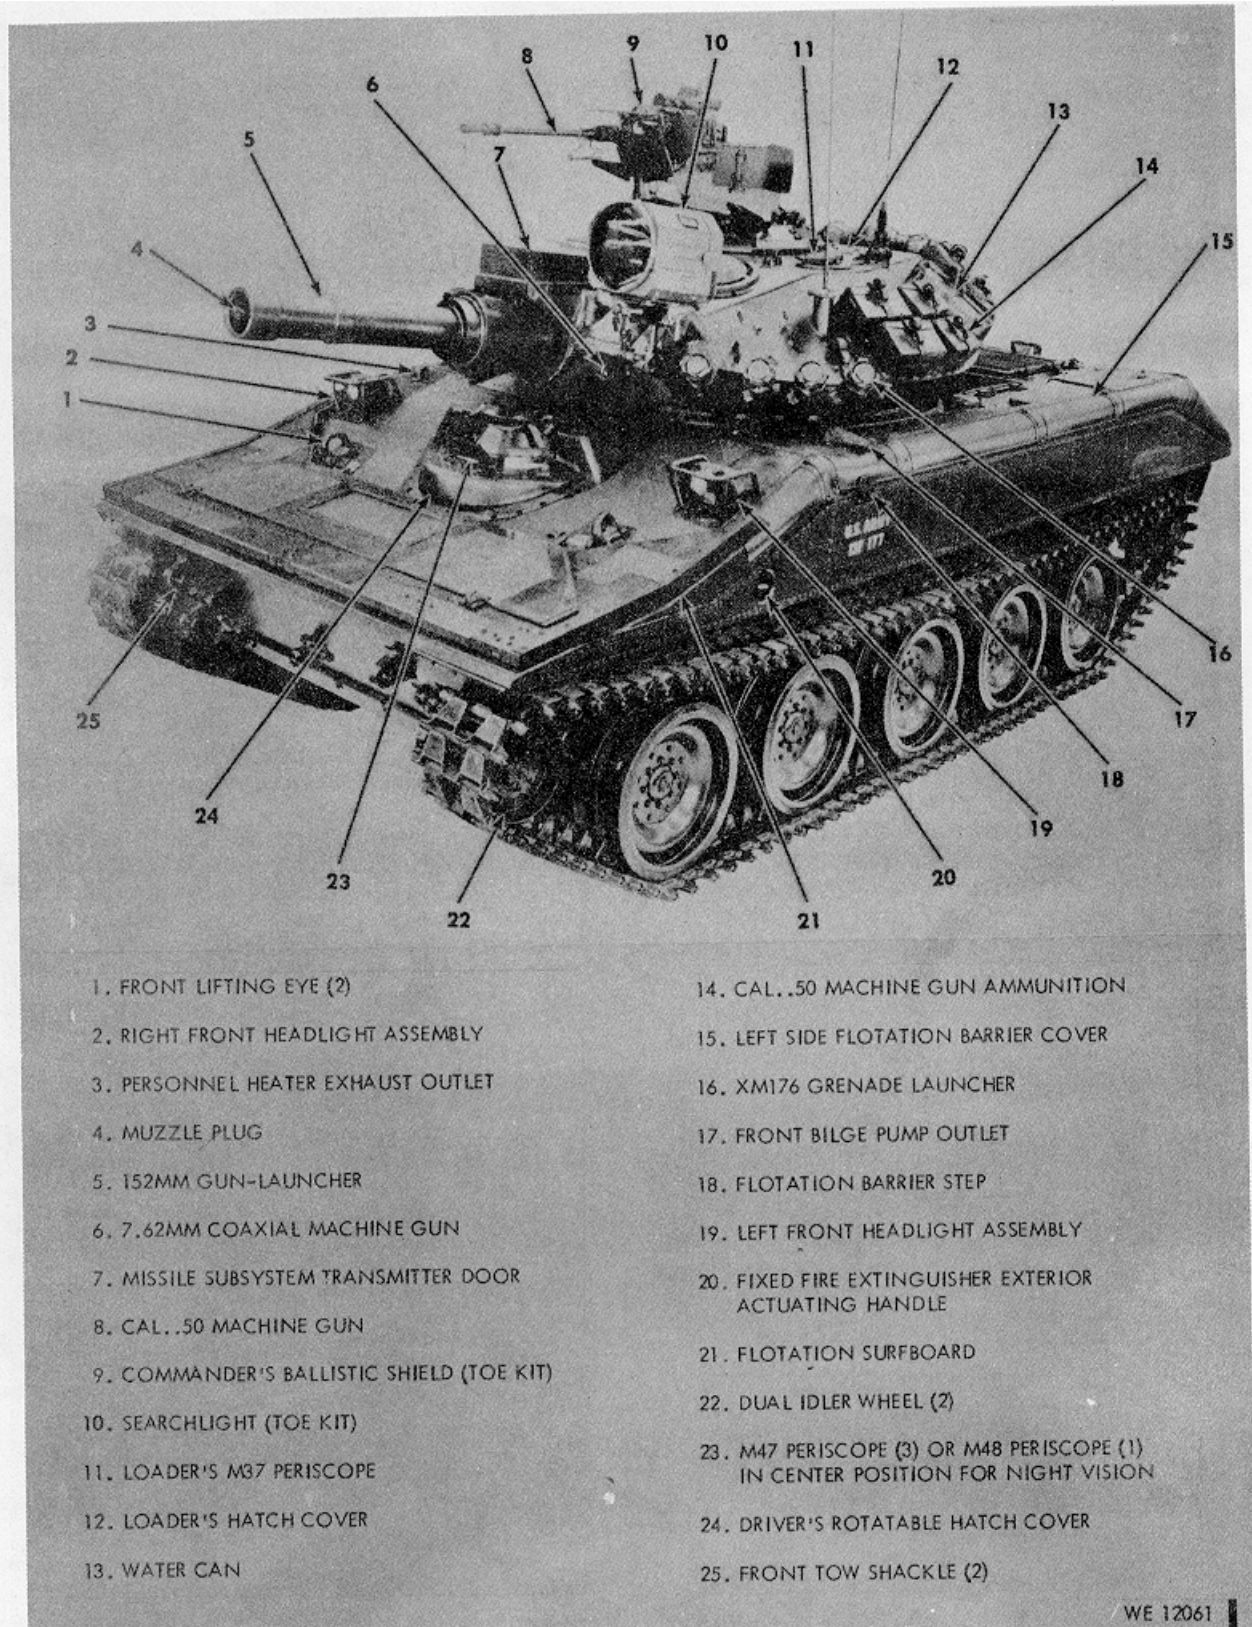 9
10
8
11
12
6
13
5
7
14
4
15
3
2
1
16
25
17
18
24
19
23
20
22
21
U.S. ARMY
1. FRONT LIFTING EYE (2)
2. RIGHT FRONT HEADLIGHT ASSEMBLY
3. PERSONNEL HEATER EXHAUST OUTLET
4. MUZZLE PLUG
5. 152MM GUN-LAUNCHER
6. 7.62MM COAXIAL MACHINE GUN
7. MISSILE SUBSYSTEM TRANSMITTER DOOR
8. CAL..50 MACHINE GUN
9. COMMANDER'S BALLISTIC SHIELD (TOE KIT)
10. SEARCHLIGHT (TOE KIT)
11. LOADER'S M37 PERISCOPE
12. LOADER'S HATCH COVER
13. WATER CAN
14. CAL..50 MACHINE GUN AMMUNITION
15. LEFT SIDE FLOTATION BARRIER COVER
16. XM176 GRENADE LAUNCHER
17. FRONT BILGE PUMP OUTLET
18. FLOTATION BARRIER STEP
19. LEFT FRONT HEADLIGHT ASSEMBLY
20. FIXED FIRE EXTINGUISHER EXTERIOR
ACTUATING HANDLE
21. FLOTATION SURFBOARD
22. DUAL IDLER WHEEL (2)
23. M47 PERISCOPE (3) OR M48 PERISCOPE (1)
IN CENTER POSITION FOR NIGHT VISION
24. DRIVER'S ROTATABLE HATCH COVER
25. FRONT TOW SHACKLE (2)
WE 12061